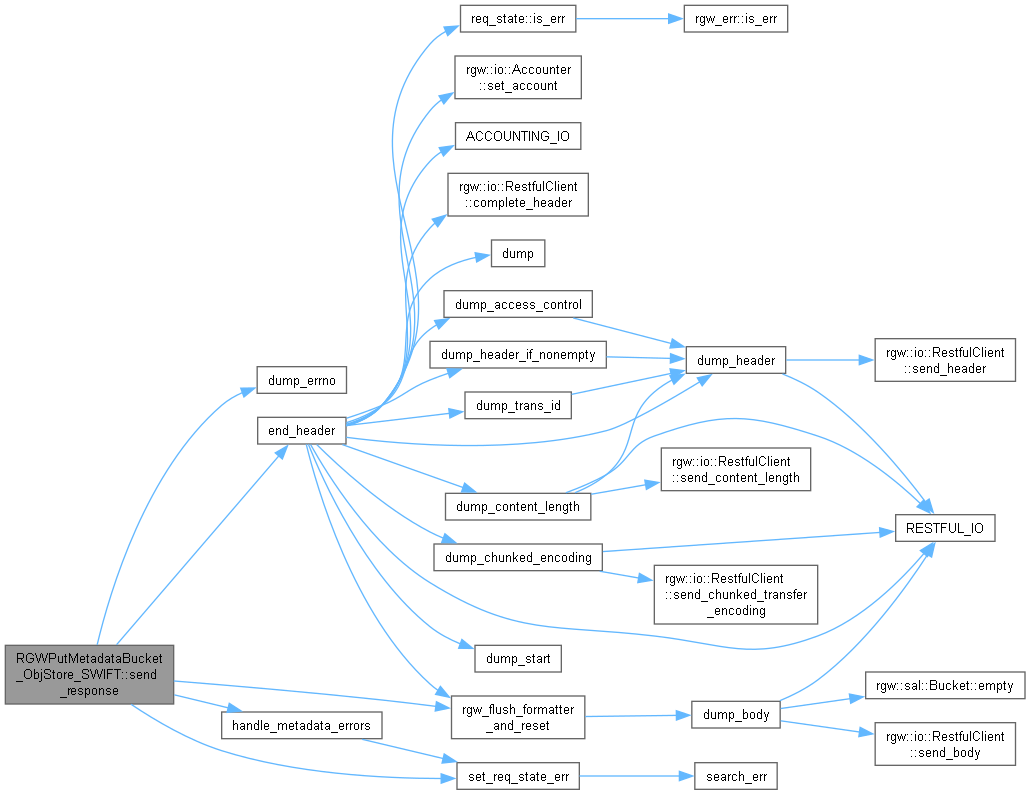 req_state::is_err
rgw_err::is_err
rgw::io::Accounter
::set_account
ACCOUNTING_IO
rgw::io::RestfulClient
::complete_header
dump
dump_access_control
dump_header_if_nonempty
dump_header
rgw::io::RestfulClient
::send_header
dump_errno
dump_trans_id
end_header
rgw::io::RestfulClient
::send_content_length
dump_content_length
RESTFUL_IO
dump_chunked_encoding
rgw::io::RestfulClient
::send_chunked_transfer
_encoding
RGWPutMetadataBucket
_ObjStore_SWIFT::send
_response
dump_start
rgw::sal::Bucket::empty
rgw_flush_formatter
_and_reset
dump_body
handle_metadata_errors
rgw::io::RestfulClient
::send_body
set_req_state_err
search_err